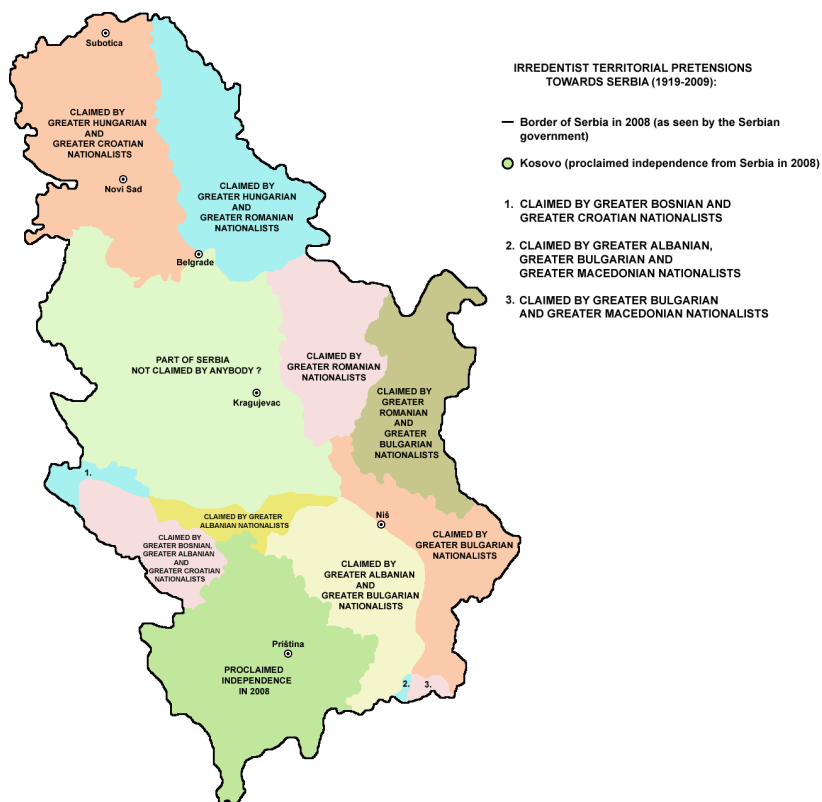 IRREDENTIST TERRITORIAL PRETENSIONS
TOWARDS SERBIA (1919-2009):
Border of Serbia in 2008 (as seen by the Serbian
government)
Kosovo (proclaimed independence from Serbia in 2008)
1. CLAIMED BY GREATER BOSNIAN AND
GREATER CROATIAN NATIONALISTS
2. CLAIMED BY GREATER ALBANIAN,
GREATER BULGARIAN AND
GREATER MACEDONIAN NATIONALISTS
3. CLAIMED BY GREATER BULGARIAN
AND GREATER MACEDONIAN NATIONALISTS
Subotica
CLAIMED BY
GREATER HUNGARIAN
AND
GREATER CROATIAN
NATIONALISTS
Novi Sad
CLAIMED BY
GREATER HUNGARIAN
AND
GREATER ROMANIAN
NATIONALISTS
Belgrade
PART OF SERBIA
NOT CLAIMED BY ANYBODY ?
Kragujevac
CLAIMED BY
GREATER ROMANIAN
NATIONALISTS
CLAIMED BY
GREATER
ROMANIAN
AND
GREATER
BULGARIAN
NATIONALISTS
1.
CLAIMED BY GREATER
ALBANIAN NATIONALISTS
Niš
CLAIMED BY
GREATER BULGARIAN
NATIONALISTS
CLAIMED BY
GREATER BOSNIAN,
GREATER ALBANIAN
AND
GREATER CROATIAN
NATIONALISTS
CLAIMED BY
GREATER ALBANIAN
AND
GREATER BULGARIAN
NATIONALISTS
Priština
PROCLAIMED
INDEPENDENCE
IN 2008
2.
3.